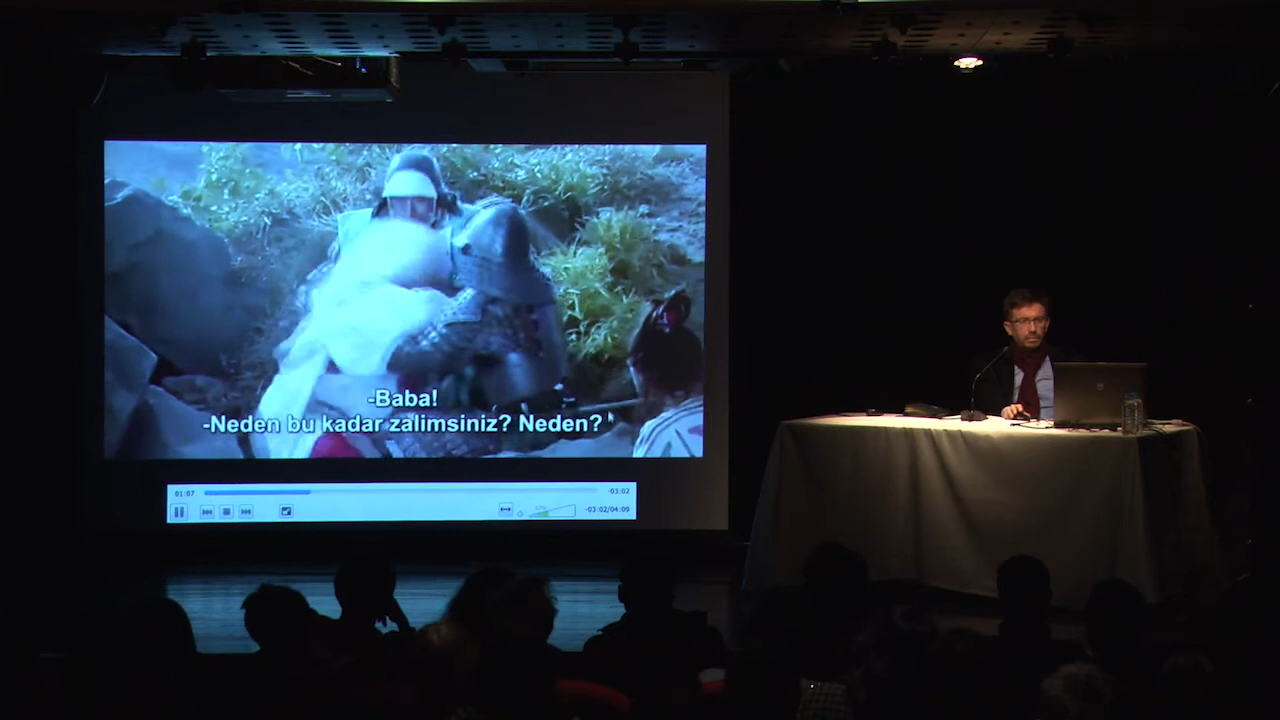 -Baba!
-Neden bu kadar zalimsiniz? Neden?
01:07
-03:02
-03:02/04:09